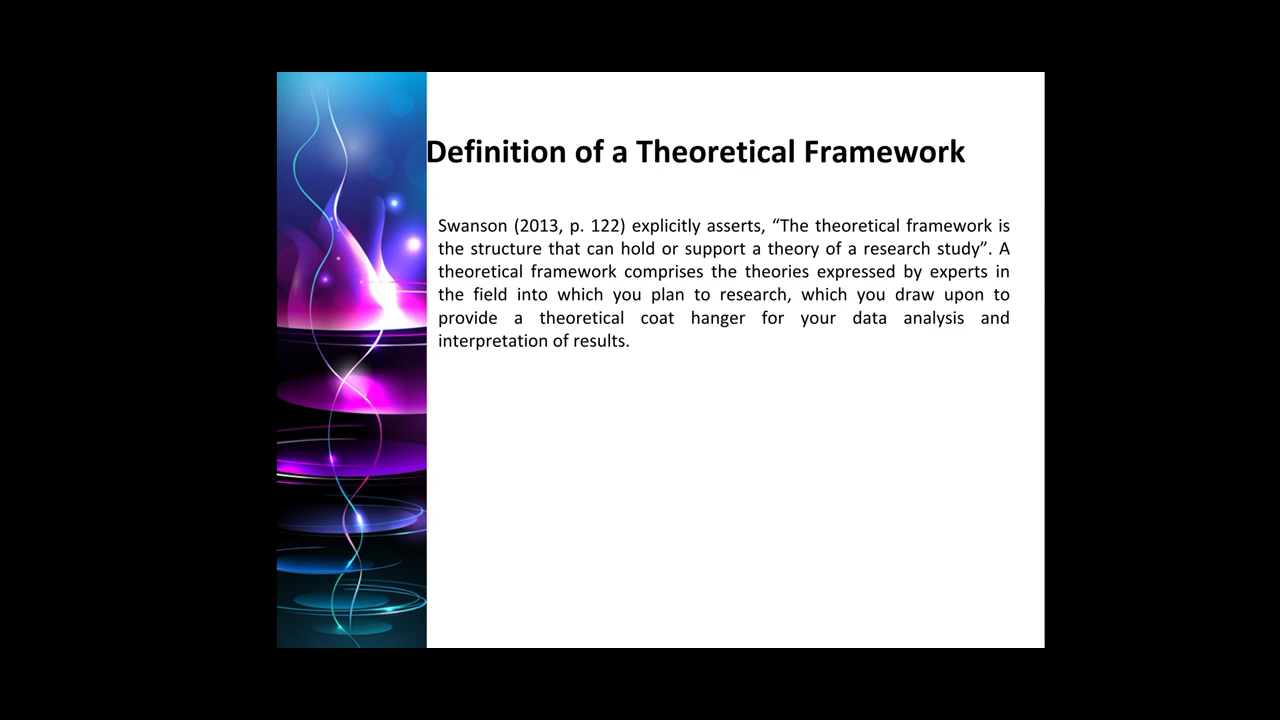 Definition of a Theoretical Framework
Swanson (2013, p. 122) explicitly asserts, “The theoretical framework is
the structure that can hold or support a theory of a research study”. A
theoretical framework comprises the theories expressed by experts in
the field into which you plan to research, which you draw upon to
provide a theoretical coat hanger for your data analysis and
interpretation of results.